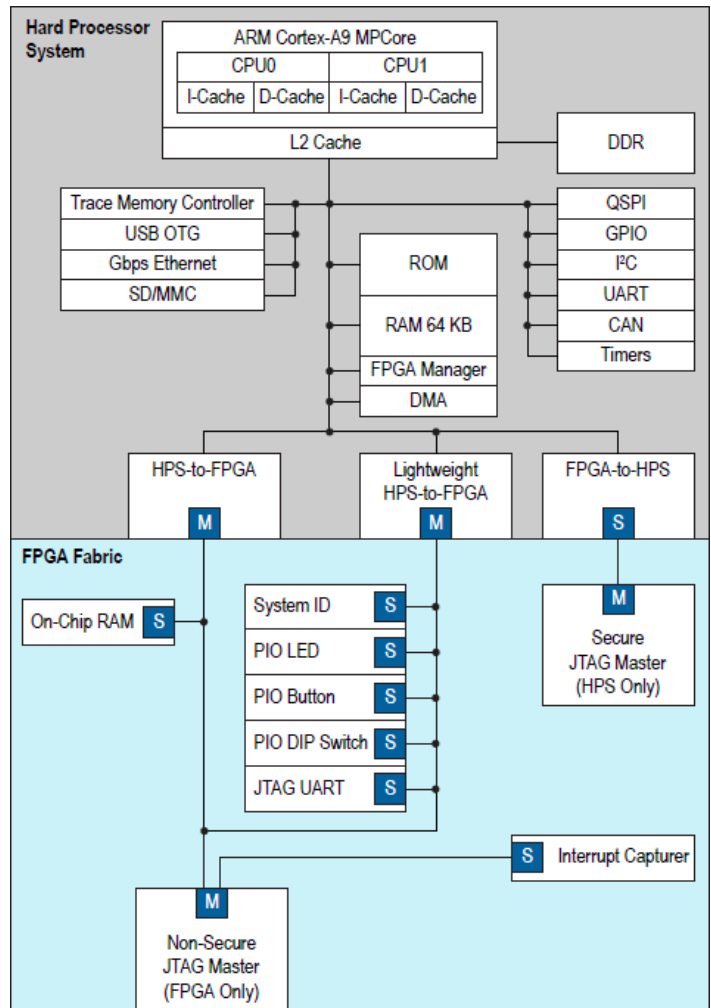 Hard Processor
System
ARM Cortex-A9 MPCore
CPU0
CPU1
I-Cache
D-Cache
I-Cache
D-Cache
L2 Cache
DDR
Trace Memory Controller
USB OTG
Gbps Ethernet
SD/MMC
ROM
RAM 64 KB
FPGA Manager
DMA
QSPI
GPIO
I²C
UART
CAN
Timers
HPS-to-FPGA
M
Lightweight
HPS-to-FPGA
M
FPGA-to-HPS
S
FPGA Fabric
On-Chip RAM
S
System ID
S
PIO LED
S
PIO Button
S
PIO DIP Switch
S
JTAG UART
S
M
Secure
JTAG Master
(HPS Only)
S
Interrupt Capturer
M
Non-Secure
JTAG Master
(FPGA Only)